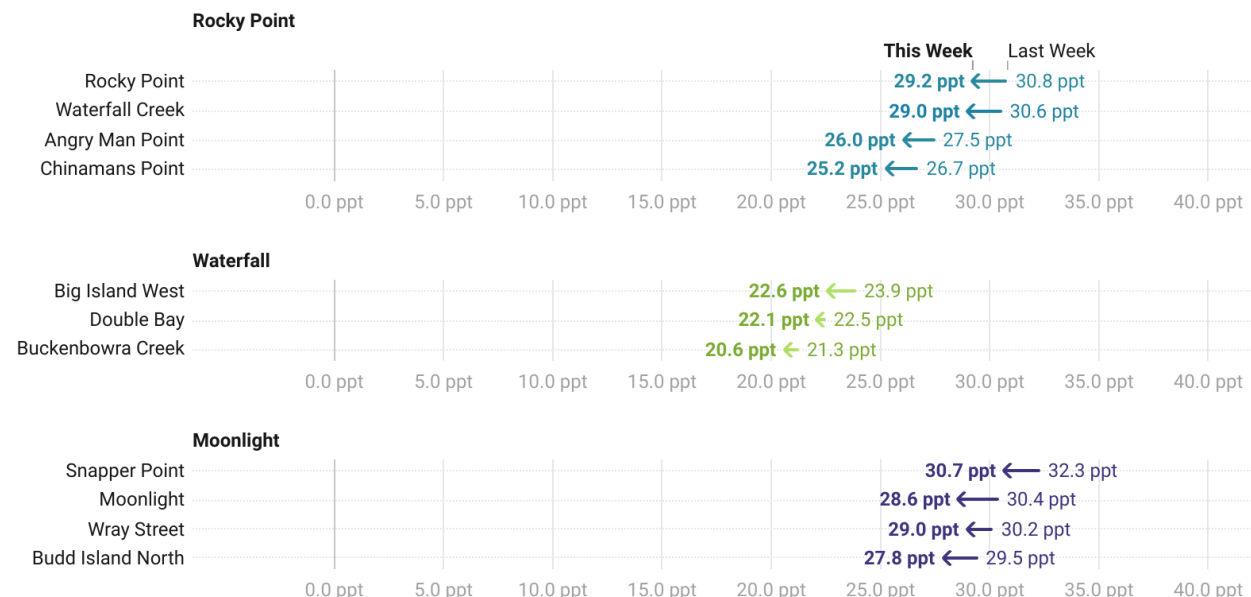 Rocky Point
This Week Last Week
Rocky Point 29.2 ppt 30.8 ppt
Waterfall Creek 29.0 ppt 30.6 ppt
Angry Man Point 26.0 ppt 27.5 ppt
Chinamans Point 25.2 ppt 26.7 ppt
0.0 ppt 5.0 ppt 10.0 ppt 15.0 ppt 20.0 ppt 25.0 ppt 30.0 ppt 35.0 ppt 40.0 ppt
Waterfall
Big Island West 22.6 ppt 23.9 ppt
Double Bay 22.1 ppt 22.5 ppt
Buckenbowra Creek 20.6 ppt 21.3 ppt
0.0 ppt 5.0 ppt 10.0 ppt 15.0 ppt 20.0 ppt 25.0 ppt 30.0 ppt 35.0 ppt 40.0 ppt
Moonlight
Snapper Point 30.7 ppt 32.3 ppt
Moonlight 28.6 ppt 30.4 ppt
Wray Street 29.0 ppt 30.2 ppt
Budd Island North 27.8 ppt 29.5 ppt
0.0 ppt 5.0 ppt 10.0 ppt 15.0 ppt 20.0 ppt 25.0 ppt 30.0 ppt 35.0 ppt 40.0 ppt